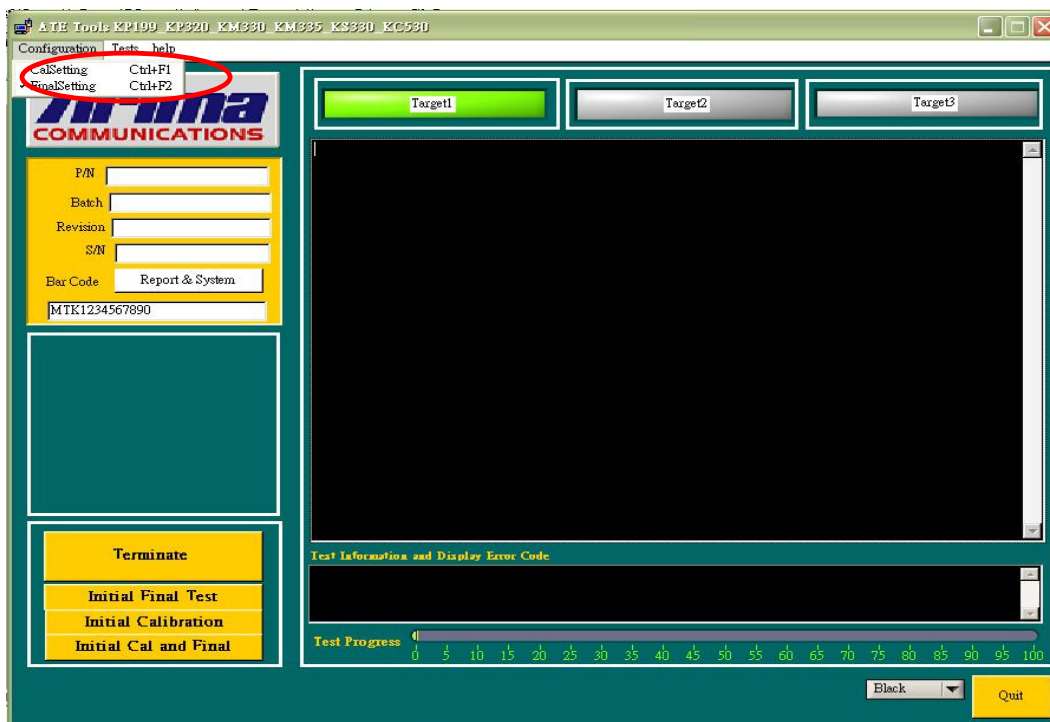 ATE Tools KP199_KP320_KM330_KM335_KS330_KC530
Configuration Tests help
CalSetting Ctrl+F1
FinalSetting Ctrl+F2
COMMUNICATIONS
P/N
Batch
Revision
S/N
Bar Code Report & System
MTK1234567890
Terminate
Initial Final Test
Initial Calibration
Initial Cal and Final
Target1 Target2 Target3
Test Information and Display Error Code
Test Progress
0 5 10 15 20 25 30 35 40 45 50 55 60 65 70 75 80 85 90 95 100
Black
Quit